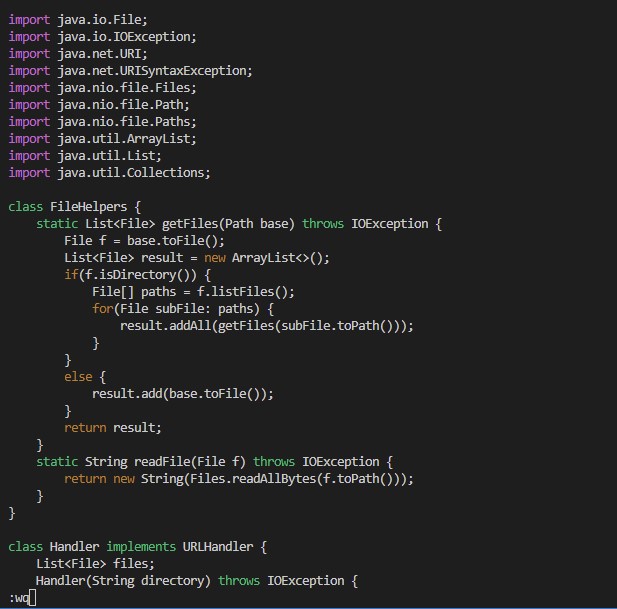 import java.io.File;
import java.io.IOException;
import java.net.URI;
import java.net.URISyntaxException;
import java.nio.file.Files;
import java.nio.file.Path;
import java.nio.file.Paths;
import java.util.ArrayList;
import java.util.List;
import java.util.Collections;

class FileHelpers {
    static List<File> getFiles(Path base) throws IOException {
        File f = base.toFile();
        List<File> result = new ArrayList<>();
        if(f.isDirectory()) {
            File[] paths = f.listFiles();
            for(File subFile: paths) {
                result.addAll(getFiles(subFile.toPath()));
            }
        }
        else {
            result.add(base.toFile());
        }
        return result;
    }
    static String readFile(File f) throws IOException {
        return new String(Files.readAllBytes(f.toPath()));
    }
}

class Handler implements URLHandler {
    List<File> files;
    Handler(String directory) throws IOException {
:wq